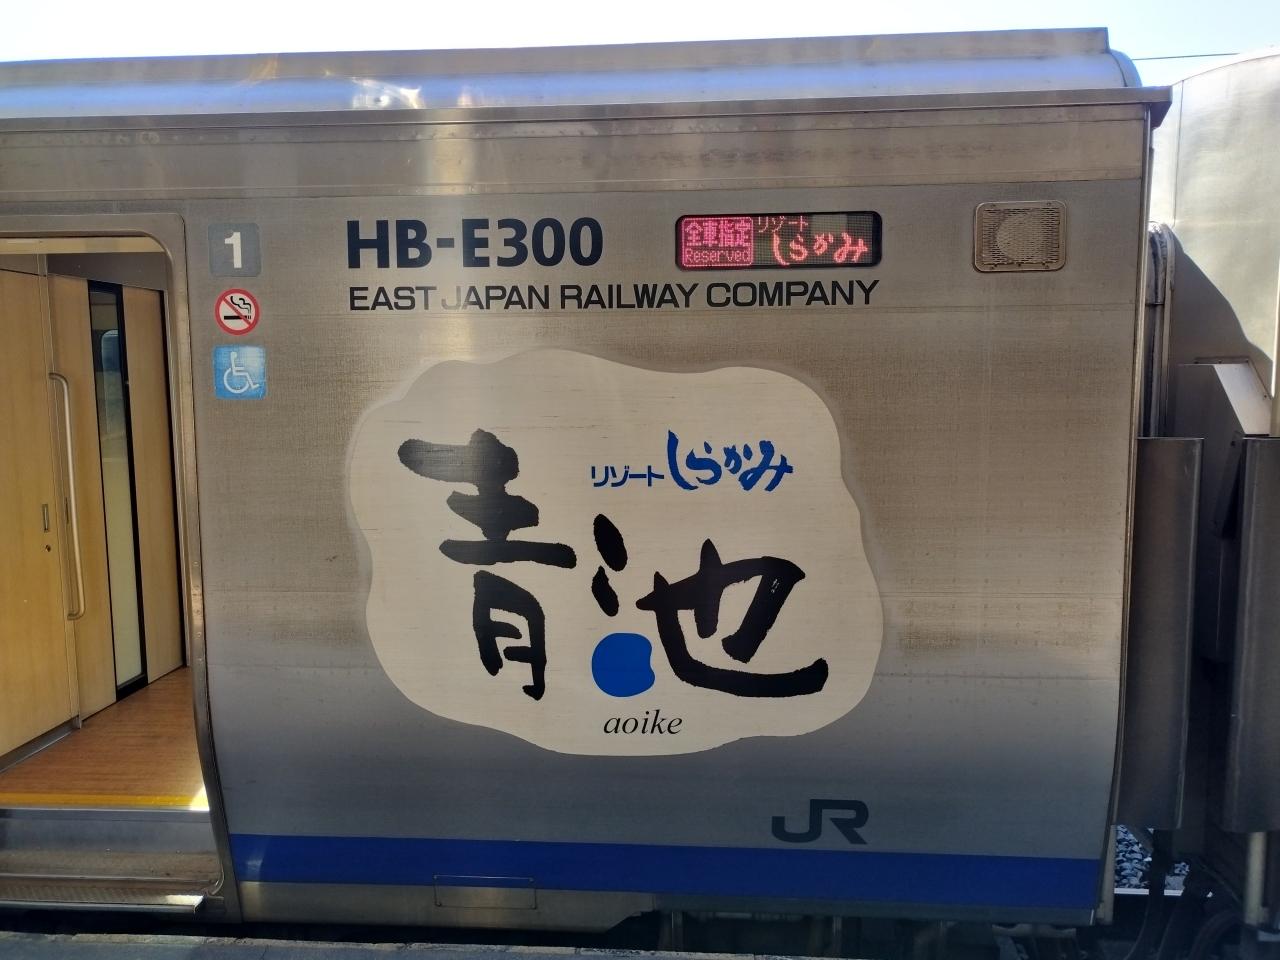 1
HB-E300
全車指定
Reserved
リゾート
しらかみ
EAST JAPAN RAILWAY COMPANY
リゾートしらかみ
青池
aoike
JR